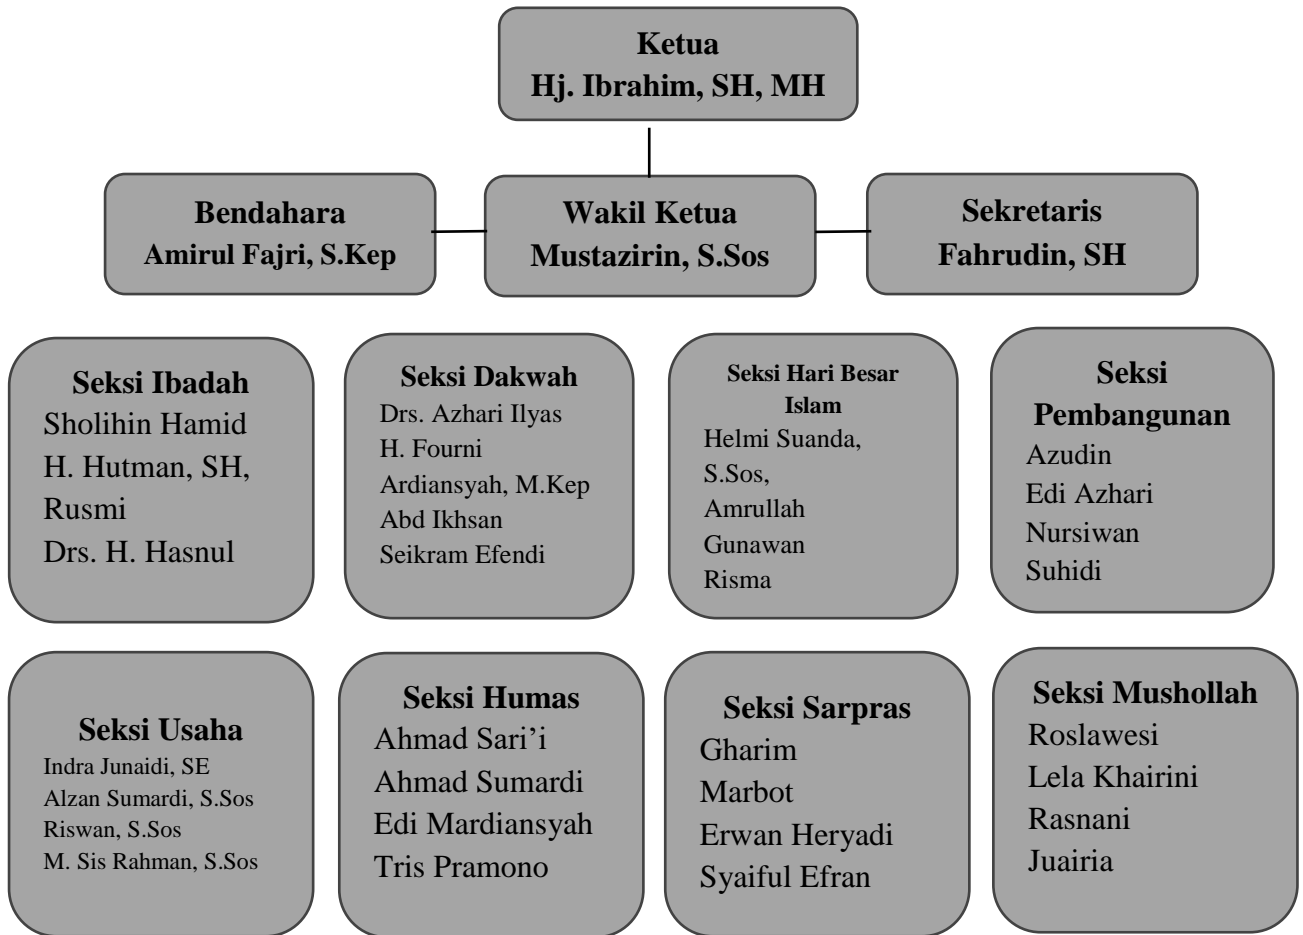 Ketua
Hj. Ibrahim, SH, MH
Bendahara
Amirul Fajri, S.Kep
Wakil Ketua
Mustazirin, S.Sos
Sekretaris
Fahrudin, SH
Seksi Ibadah
Sholihin Hamid
H. Hutman, SH,
Rusmi
Drs. H. Hasnul
Seksi Dakwah
Drs. Azhari Ilyas
H. Fourni
Ardiansyah, M.Kep
Abd Ikhsan
Seikram Efendi
Seksi Hari Besar
Islam
Helmi Suanda,
S.Sos,
Amrullah
Gunawan
Risma
Seksi
Pembangunan
Azudin
Edi Azhari
Nursiwan
Suhidi
Seksi Usaha
Indra Junaidi, SE
Alzan Sumardi, S.Sos
Riswan, S.Sos
M. Sis Rahman, S.Sos
Seksi Humas
Ahmad Sari’i
Ahmad Sumardi
Edi Mardiansyah
Tris Pramono
Seksi Sarpras
Gharim
Marbot
Erwan Heryadi
Syaiful Efran
Seksi Mushollah
Roslawesi
Lela Khairini
Rasnani
Juairia